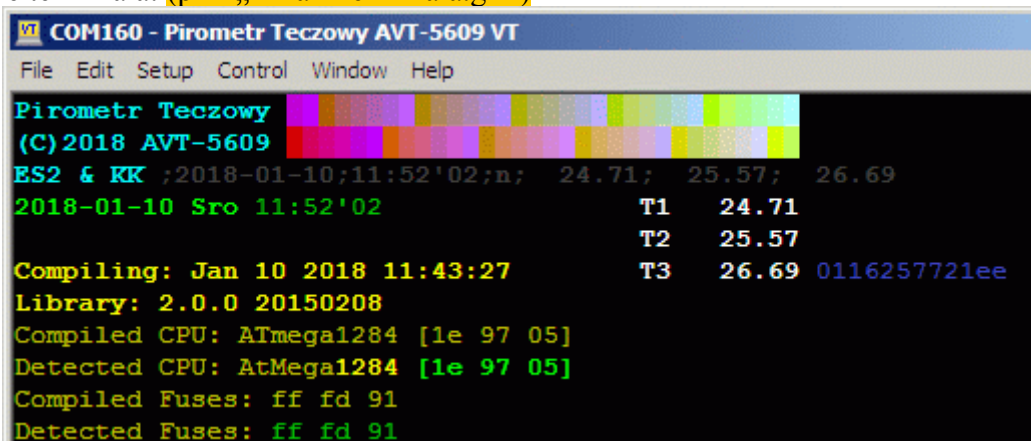 COM160 - Pirometr Teczowy AVT-5609 VT
File Edit Setup Control Window Help
Pirometr Teczowy
(C)2018 AVT-5609
ES2 & KK ;2018-01-10;11:52'02;n; 24.71; 25.57; 26.69
2018-01-10 Sro 11:52'02 T1 24.71
T2 25.57
Compiling: Jan 10 2018 11:43:27 T3 26.69 0116257721ee
Library: 2.0.0 20150208
Compiled CPU: ATmega1284 [1e 97 05]
Detected CPU: AtMega1284 [1e 97 05]
Compiled Fuses: ff fd 91
Detected Fuses: ff fd 91